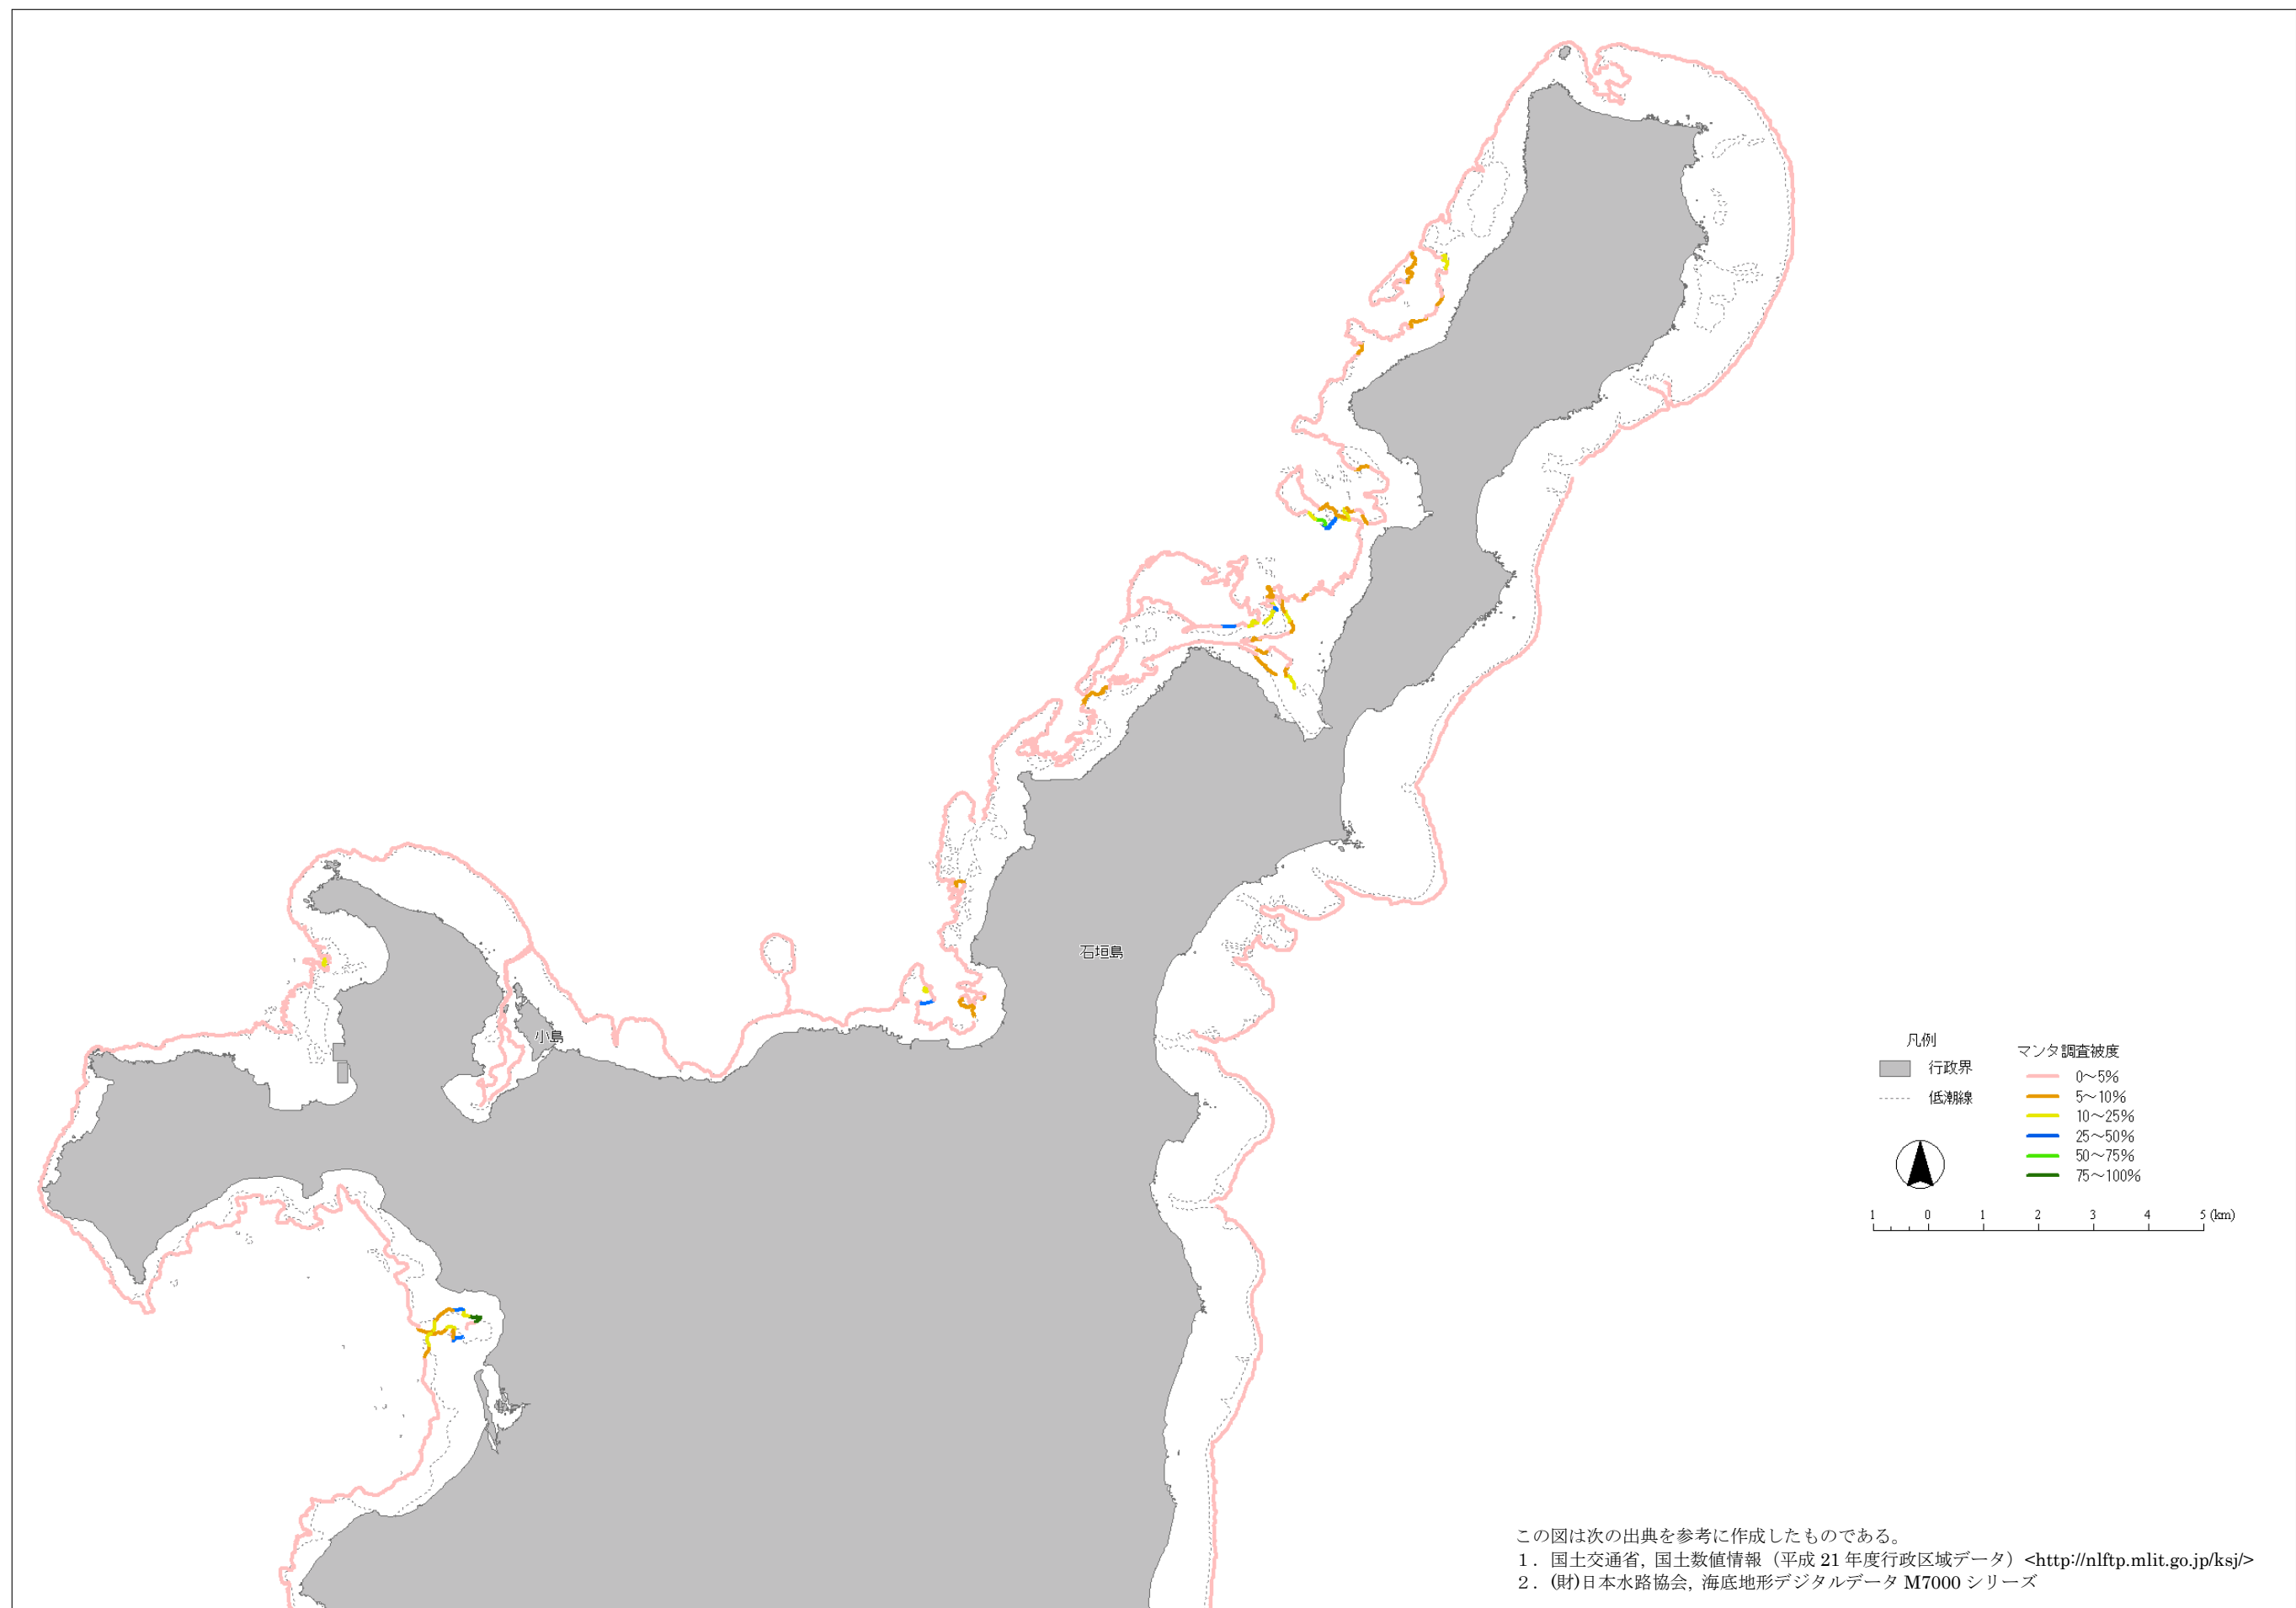 石垣島
小島
凡例
行政界
低潮線
マンタ調査被度
0～5%
5～10%
10～25%
25～50%
50～75%
75～100%
1 0 1 2 3 4 5 (km)
この図は次の出典を参考に作成したものである。
1．国土交通省, 国土数値情報（平成 21 年度行政区域データ）<http://nlftp.mlit.go.jp/ksj/>
2．(財)日本水路協会, 海底地形デジタルデータ M7000 シリーズ